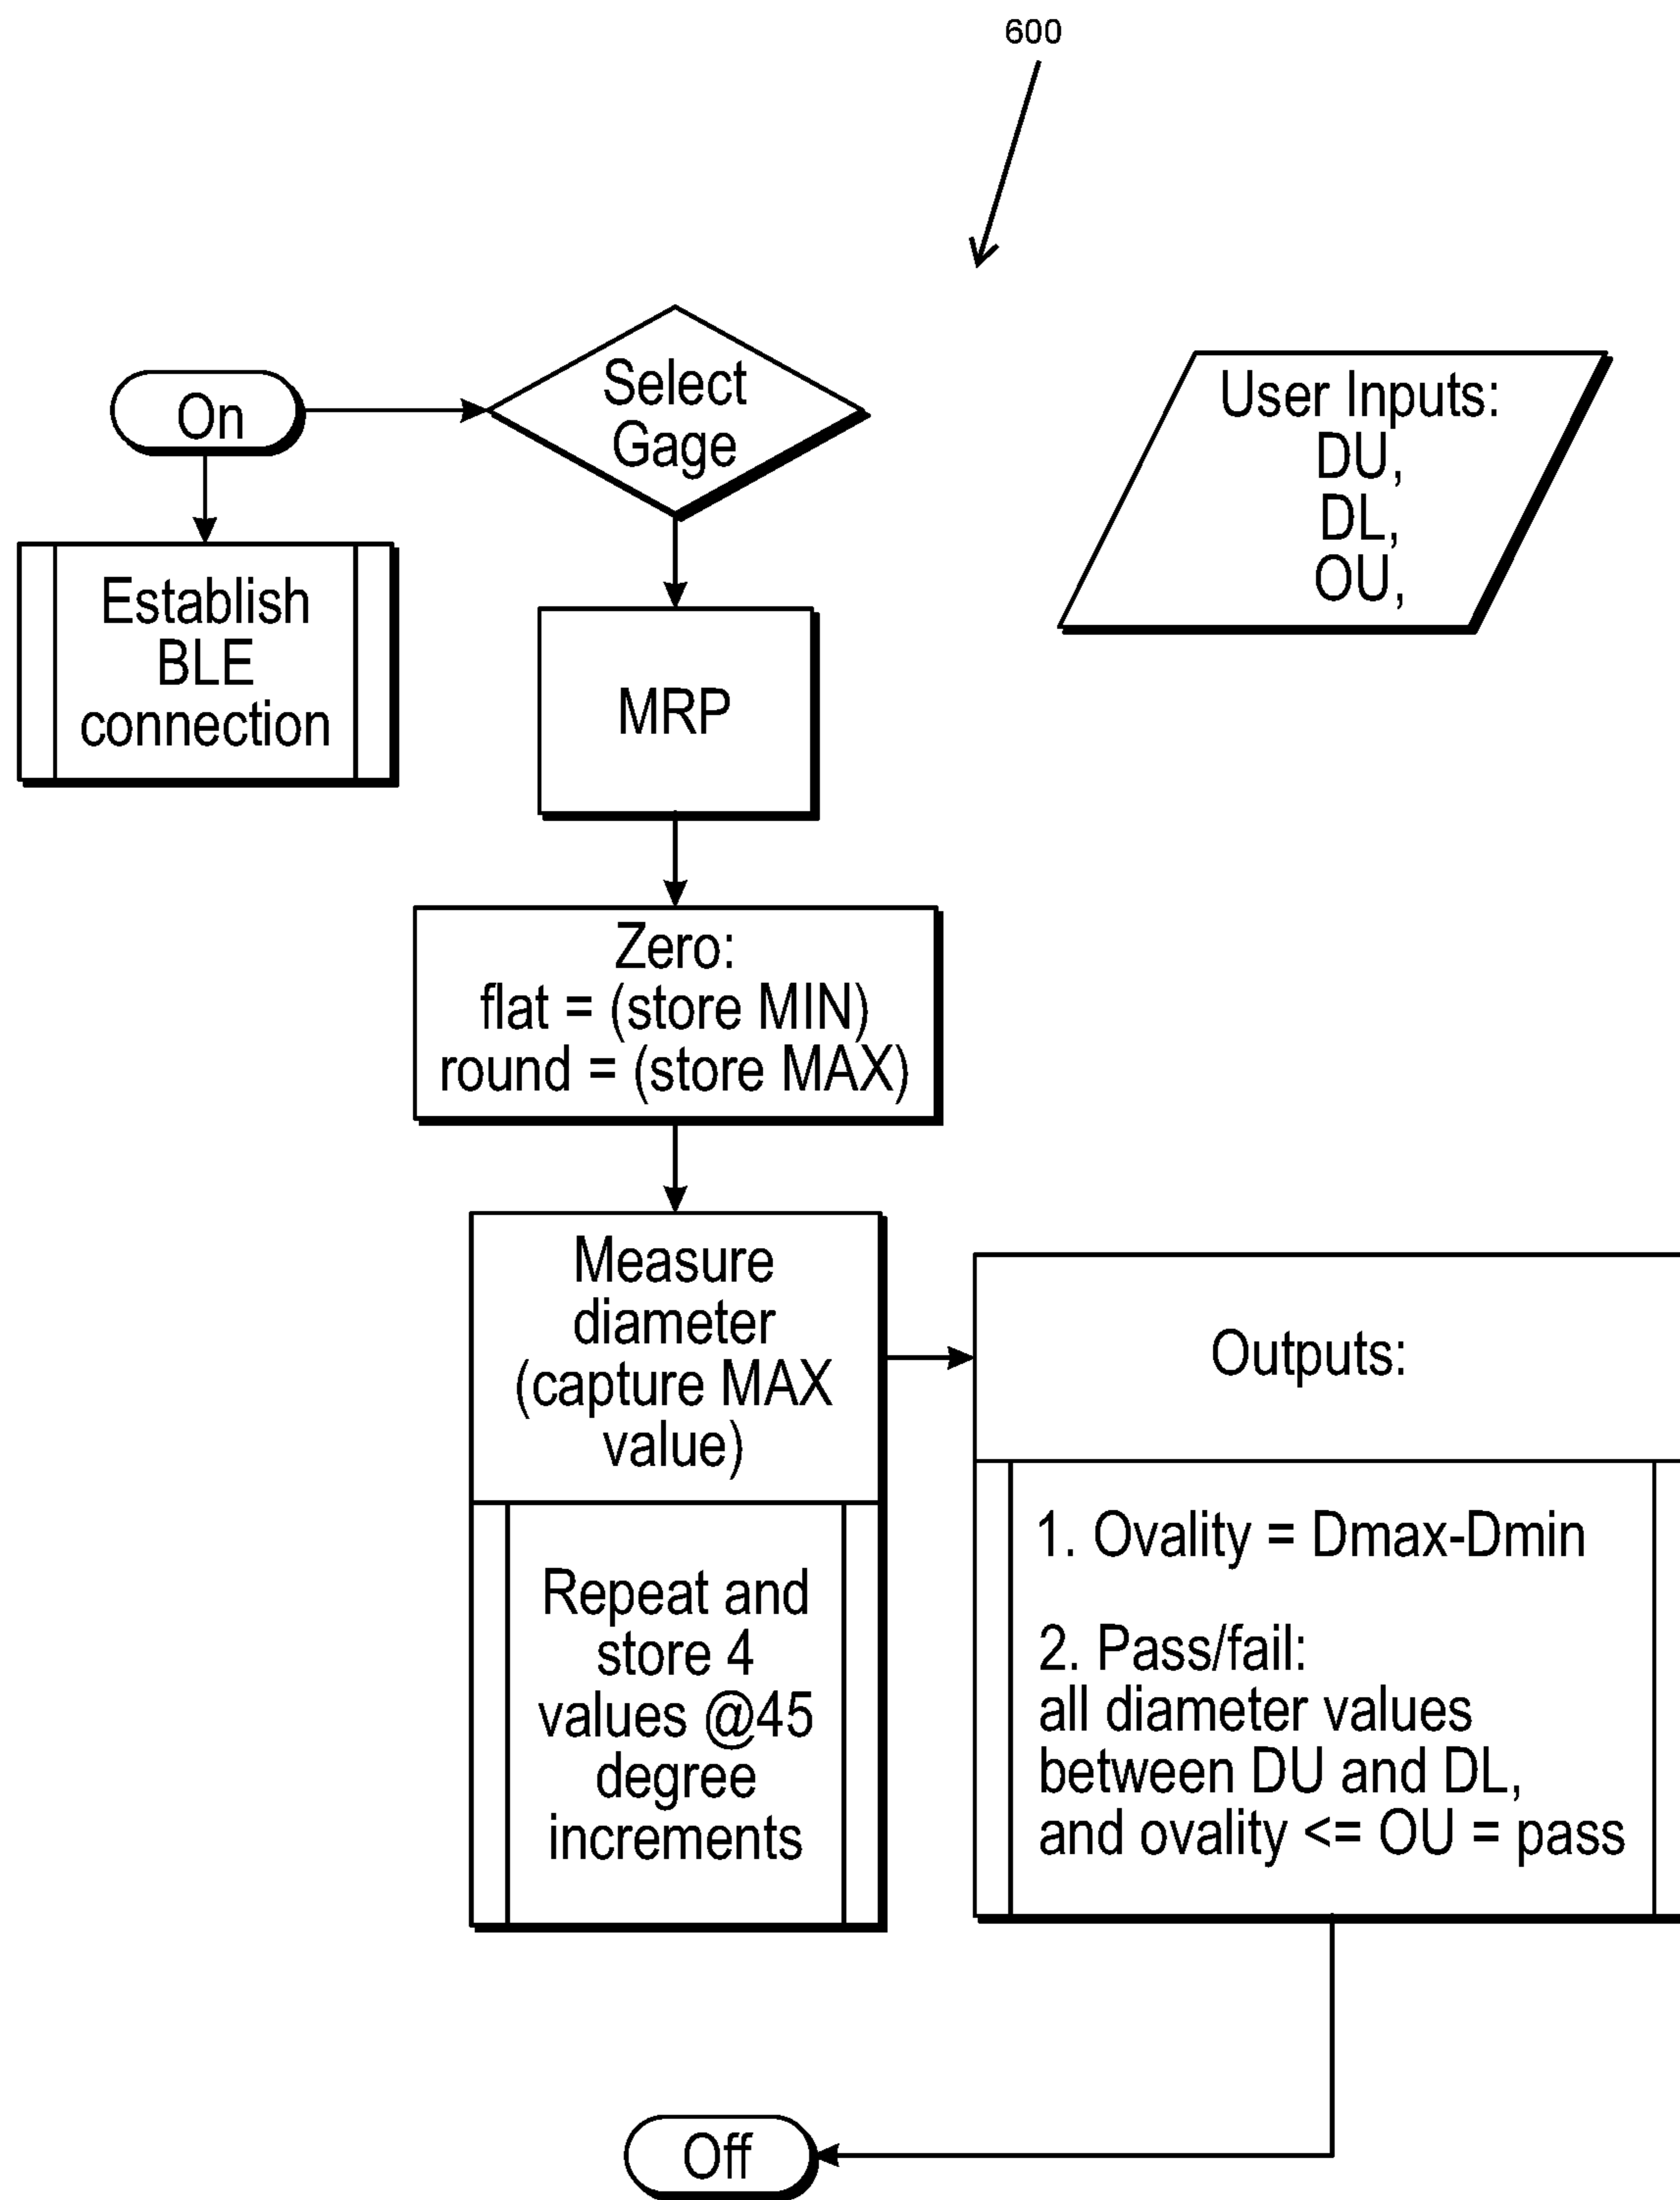 600
On
Select
Gage
User Inputs:
DU,
DL,
OU,
Establish
BLE
connection
MRP
Zero:
flat = (store MIN)
round = (store MAX)
Measure
diameter
(capture MAX
value)
Repeat and
store 4
values @45
degree
increments
Outputs:
1. Ovality = Dmax-Dmin
2. Pass/fail:
all diameter values
between DU and DL,
and ovality <= OU = pass
Off